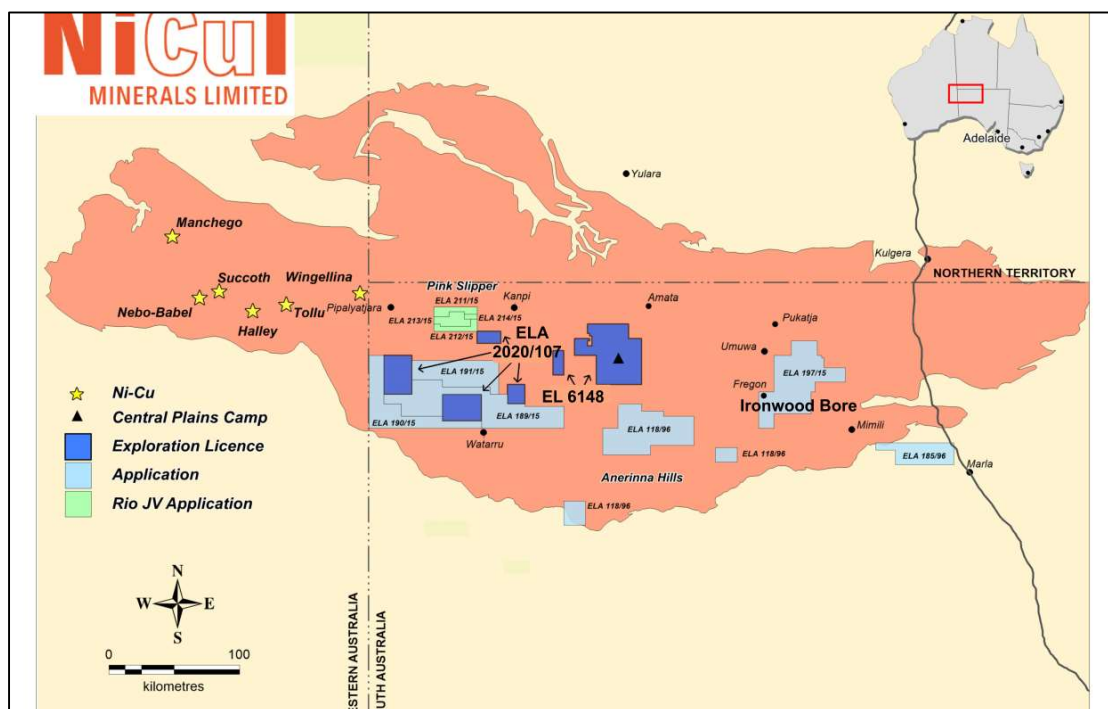 NiCul
MINERALS LIMITED
Adelaide
Yulara
Manchego
Kulgera
NORTHERN TERRITORY
Succoth
Wingellina
Pink Slipper
ELA 211/15
Kanpi
Amata
Nebo-Babel
Tollu
Pipalyatjara
ELA 213/15
ELA 214/15
Halley
ELA 212/15
ELA
2020/107
Pukatja
Umuwa
ELA 191/15
EL 6148
ELA 197/15
Fregon
Ironwood Bore
ELA 190/15
ELA 189/15
Watarru
ELA 118/96
Mimili
ELA 118/96
ELA 185/96
Marla
Anerinna Hills
ELA 118/96
Ni-Cu
Central Plains Camp
Exploration Licence
Application
Rio JV Application
N
W
E
S
0
100
kilometres
ESTERN AUSTRALIA
UTH AUSTRALIA